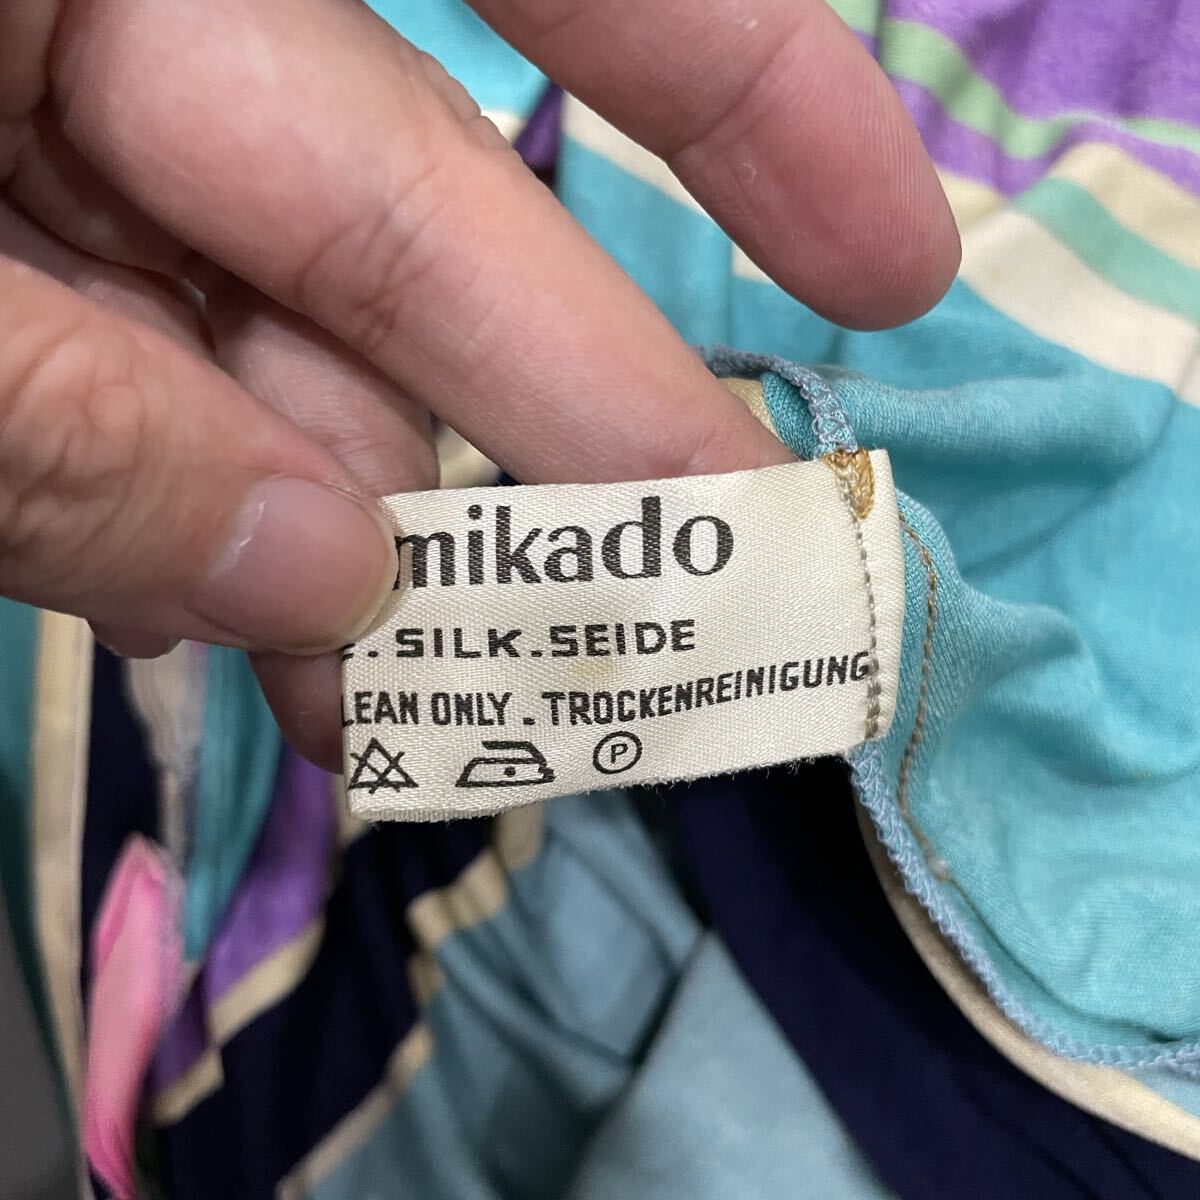 mikado
. SILK. SEIDE
LEAN ONLY. TROCKENREINIGUNG
P